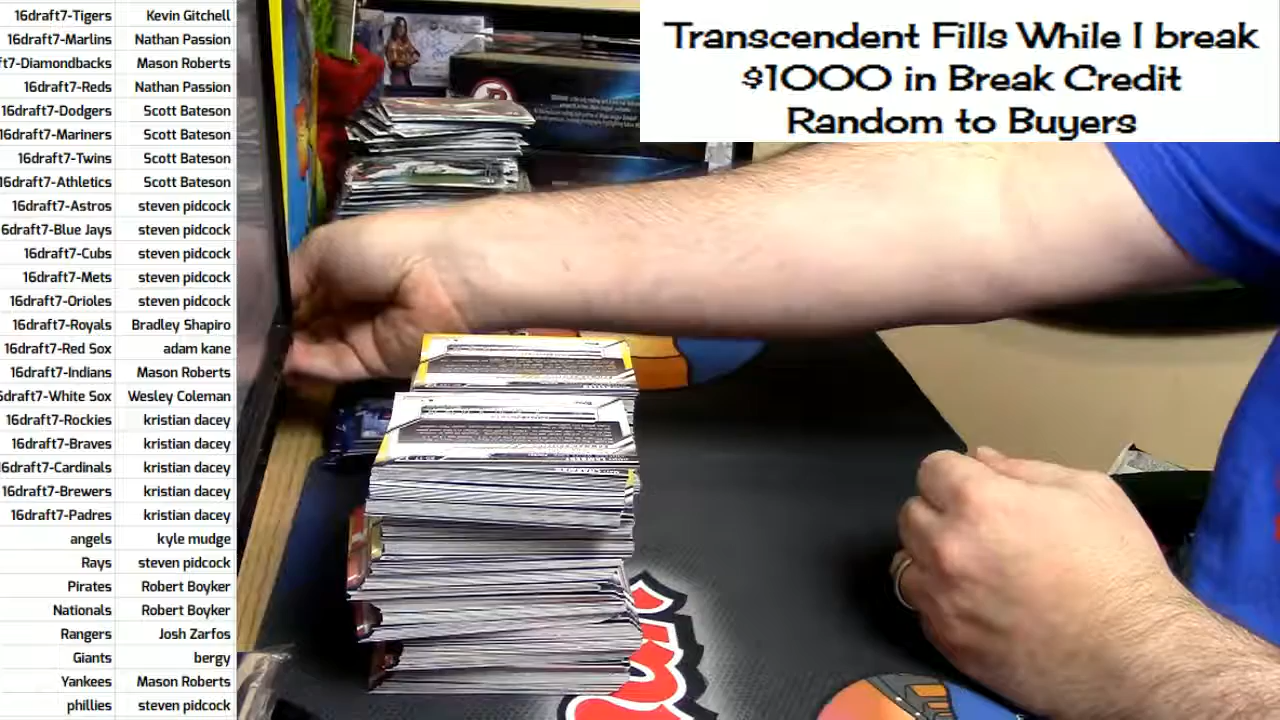 16draft7-Tigers Kevin Gitchell
16draft7-Marlins Nathan Passion
ft7-Diamondbacks Mason Roberts
16draft7-Reds Nathan Passion
16draft7-Dodgers Scott Bateson
16draft7-Mariners Scott Bateson
16draft7-Twins Scott Bateson
16draft7-Athletics Scott Bateson
16draft7-Astros steven pidcock
6draft7-Blue Jays steven pidcock
16draft7-Cubs steven pidcock
16draft7-Mets steven pidcock
16draft7-Orioles steven pidcock
16draft7-Royals Bradley Shapiro
16draft7-Red Sox adam kane
16draft7-Indians Mason Roberts
6draft7-White Sox Wesley Coleman
16draft7-Rockies kristian dacey
16draft7-Braves kristian dacey
16draft7-Cardinals kristian dacey
16draft7-Brewers kristian dacey
16draft7-Padres kristian dacey
angels kyle mudge
Rays steven pidcock
Pirates Robert Boyker
Nationals Robert Boyker
Rangers Josh Zarfos
Giants bergy
Yankees Mason Roberts
phillies steven pidcock
Transcendent Fills While I break
$1000 in Break Credit
Random to Buyers